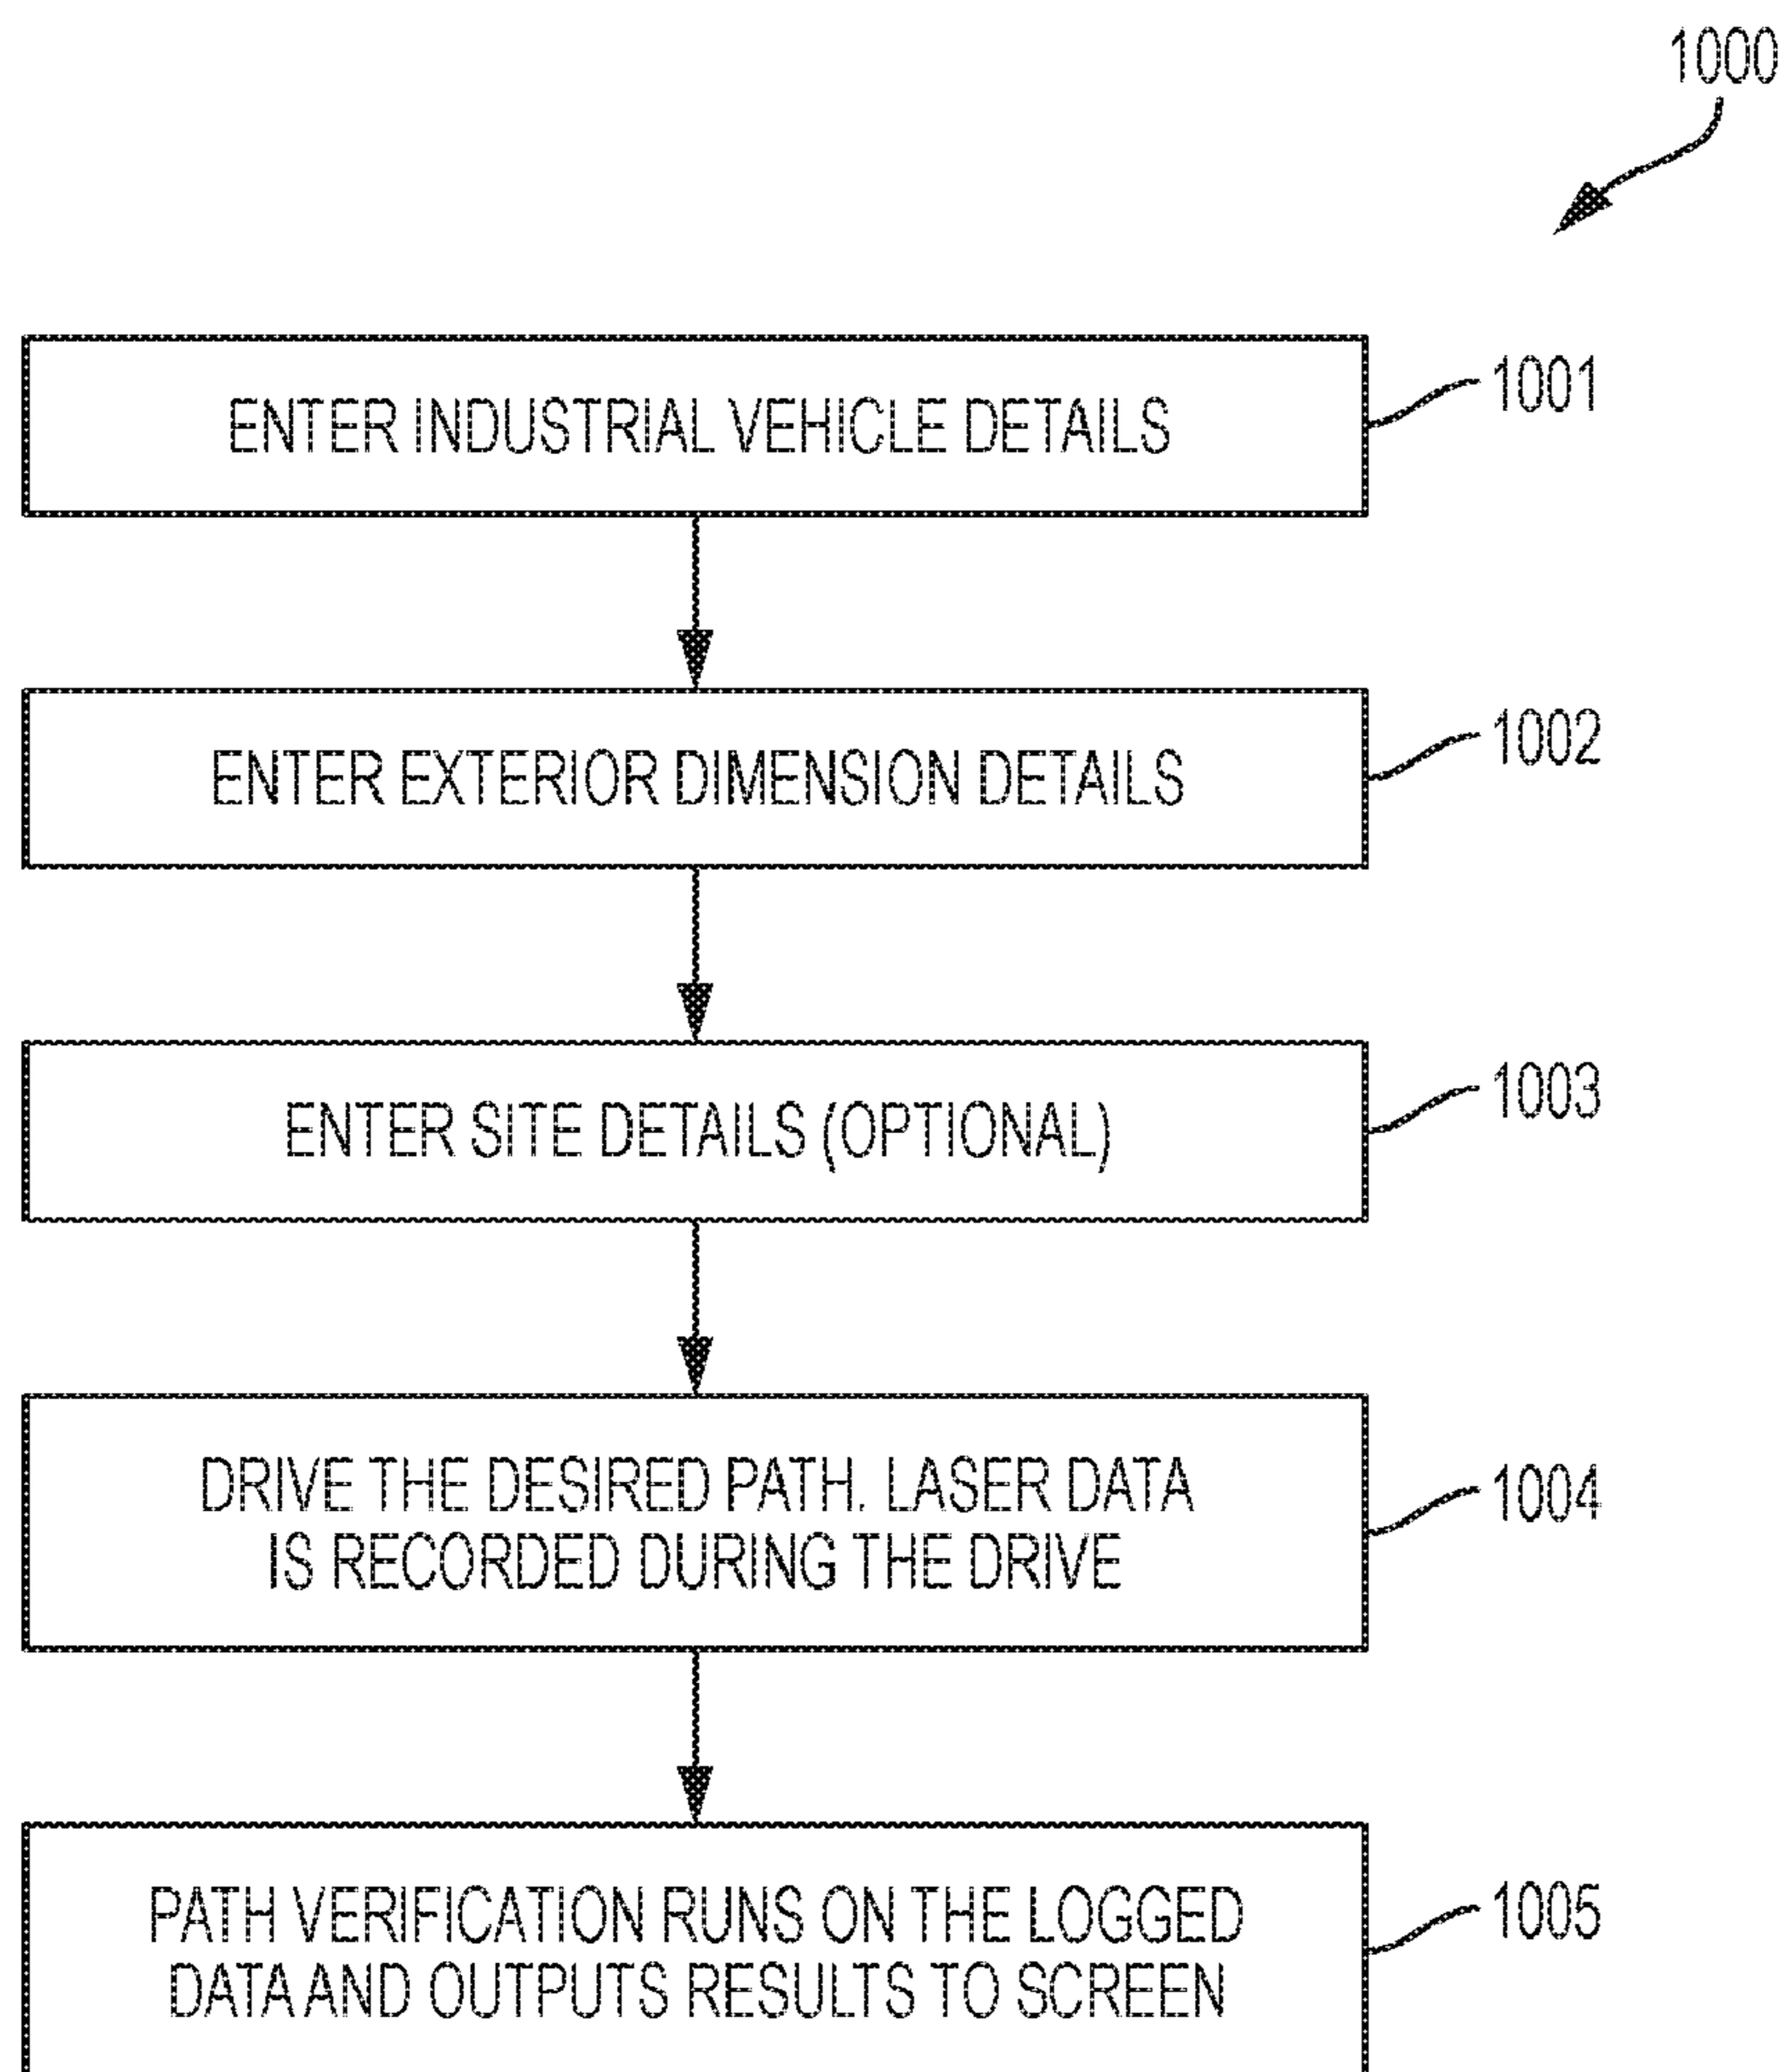 1000
ENTER INDUSTRIAL VEHICLE DETAILS
1001
ENTER EXTERIOR DIMENSION DETAILS
1002
ENTER SITE DETAILS (OPTIONAL)
1003
DRIVE THE DESIRED PATH. LASER DATA
IS RECORDED DURING THE DRIVE
1004
PATH VERIFICATION RUNS ON THE LOGGED
DATA AND OUTPUTS RESULTS TO SCREEN
1005